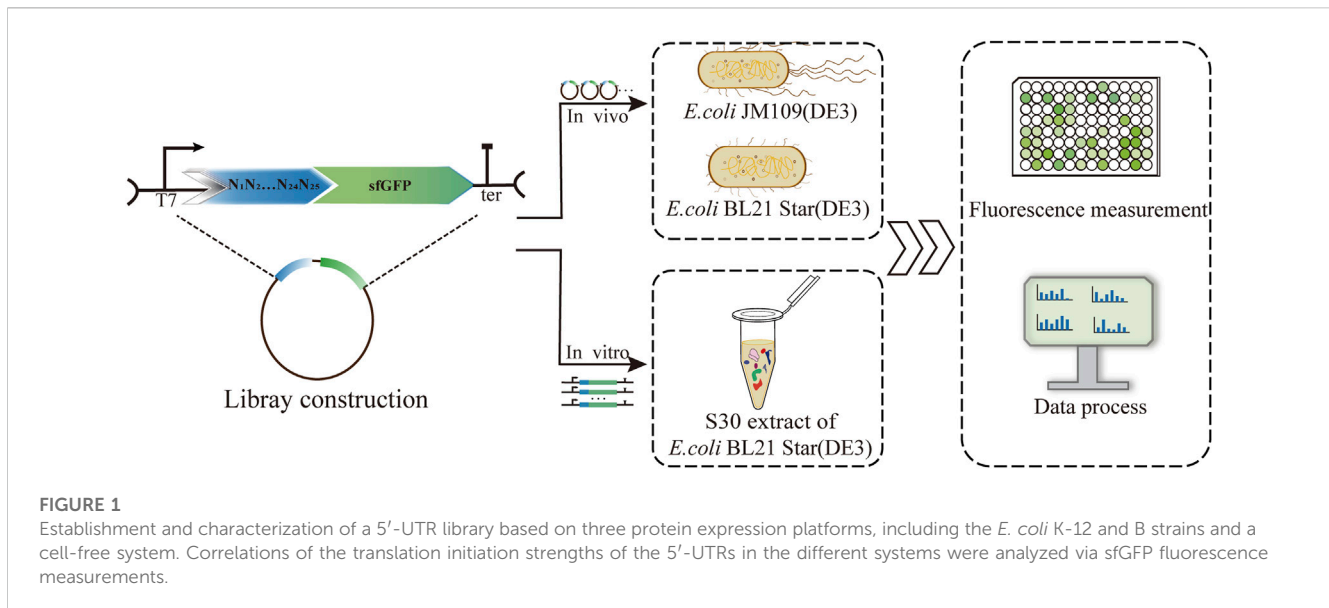 T7
N₁N₂...N₂₄N₂₅
sfGFP
ter
Libray construction
In vivo
...
In vitro
...
E.coli JM109(DE3)
E.coli BL21 Star(DE3)
S30 extract of
E.coli BL21 Star(DE3)
Fluorescence measurement
Data process
FIGURE 1
Establishment and characterization of a 5′-UTR library based on three protein expression platforms, including the E. coli K-12 and B strains and a
cell-free system. Correlations of the translation initiation strengths of the 5′-UTRs in the different systems were analyzed via sfGFP fluorescence
measurements.